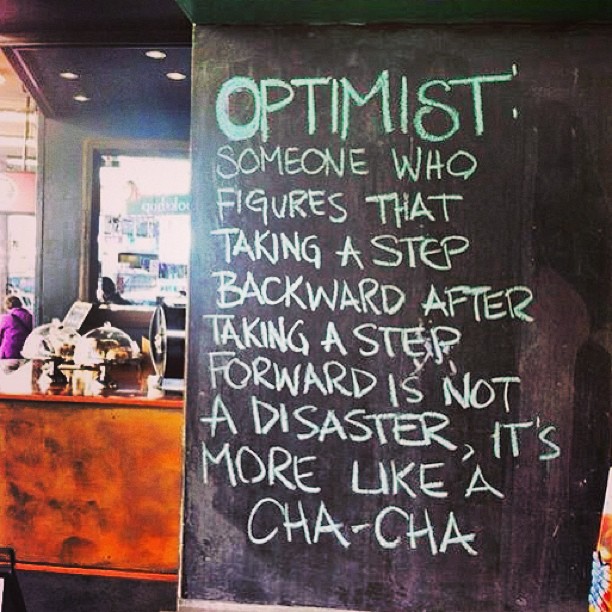 OPTIMIST:
SOMEONE WHO
FIGURES THAT
TAKING A STEP
BACKWARD AFTER
TAKING A STEP
FORWARD IS NOT
A DISASTER, IT'S
MORE LIKE A
CHA-CHA